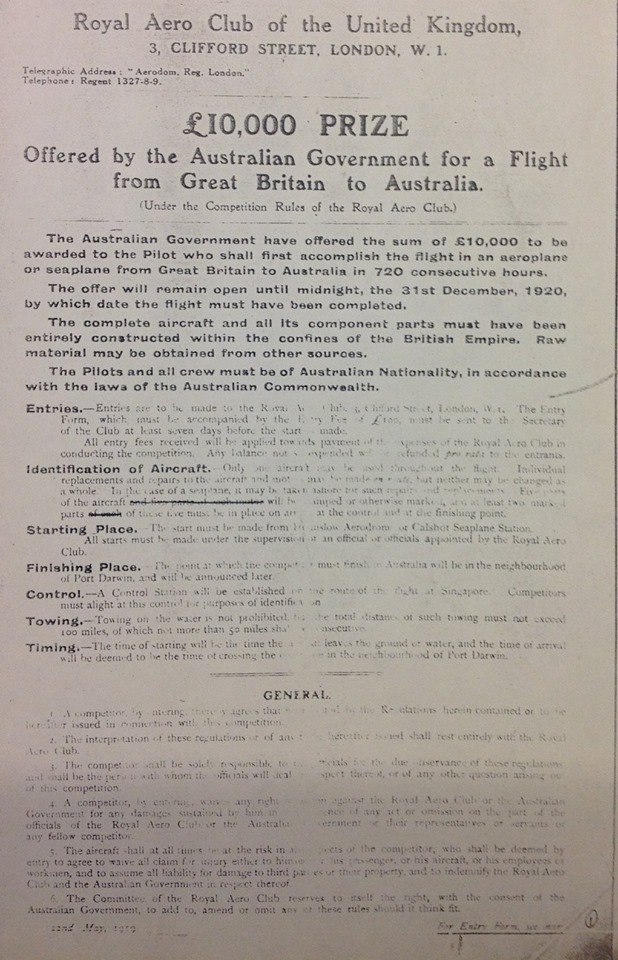 Royal Aero Club of the United Kingdom,
3, CLIFFORD STREET, LONDON, W. 1.
Telegraphic Address: "Aerodom, Reg. London."
Telephone: Regent 1327-8-9.
£10,000 PRIZE
Offered by the Australian Government for a Flight
from Great Britain to Australia.
(Under the Competition Rules of the Royal Aero Club.)
The Australian Government have offered the sum of £10,000 to be
awarded to the Pilot who shall first accomplish the flight in an aeroplane
or seaplane from Great Britain to Australia in 720 consecutive hours.
The offer will remain open until midnight, the 31st December, 1920,
by which date the flight must have been completed.
The complete aircraft and all its component parts must have been
entirely constructed within the confines of the British Empire. Raw
material may be obtained from other sources.
The Pilots and all crew must be of Australian Nationality, in accordance
with the laws of the Australian Commonwealth.
Entries.—Entries are to be made to the Royal A Club, 3, Clifford Street, London, W. 1. The Entry
Form, which must be accompanied by the Entry Fee of £100, must be sent to the Secretary
of the Club at least seven days before the start made.
All entry fees received will be applied towards payment of the expenses of the Royal Aero Club in
conducting the competition. Any balance not expended will refunded pro rata to the entrants.
Identification of Aircraft.—Only one aircraft may be used throughout the flight. Individual
replacements and repairs to the aircraft and may be made, but neither may be changed as
a whole. In the case of a seaplane, it may be taken ashore for such repairs and replacements. Five parts
of the aircraft and five parts will be stamped or otherwise marked, at least two marked
parts of each of these five must be in place on at the control and at the finishing point.
Starting Place.—The start must be made from Hounslow Aerodrome or Calshot Seaplane Station.
All starts must be made under the supervision of an official or officials appointed by the Royal Aero
Club.
Finishing Place.—The point at which the must finish in Australia will be in the neighbourhood
of Port Darwin, and will be announced later.
Control.—A Control Station will be established on the route of the flight at Singapore. Competitors
must alight at this control for purposes of identification
Towing.—Towing on the water is not prohibited, the total distance of such towing must not exceed
100 miles, of which not more than 50 miles consecutive.
Timing.—The time of starting will be the time the leaves the ground or water, and the time of arrival
will be deemed to be the time of crossing the in the neighbourhood of Port Darwin.
GENERAL.
1. A competitor, by entering, thereby agrees that by the Regulations herein contained or to be
hereafter issued in connection with this competition.
2. The interpretation of these regulations or of any hereafter issued shall rest entirely with the Royal
Aero Club.
3. The competitor shall be solely responsible to the officials for the due observance of these regulations
and shall be the person with whom the officials will deal respect thereof, or of any other question arising out
of this competition.
4. A competitor, by entering, waives any right against the Royal Aero Club or the Australian
Government for any damages sustained by him in of any act or omission on the part of the
officials of the Royal Aero Club or the Australian Government or their representatives or servants or
any fellow competitor.
5. The aircraft shall at all times be at the risk in all respects of the competitor, who shall be deemed by
entry to agree to waive all claim for injury either to himself his passenger, or his aircraft, or his employees or
workmen, and to assume all liability for damage to third parties or their property, and to indemnify the Royal Aero
Club and the Australian Government in respect thereof.
6. The Committee of the Royal Aero Club reserves to itself the right, with the consent of the
Australian Government, to add to, amend or omit any of these rules should it think fit.
22nd May, 1919.
For Entry Form, see over
1